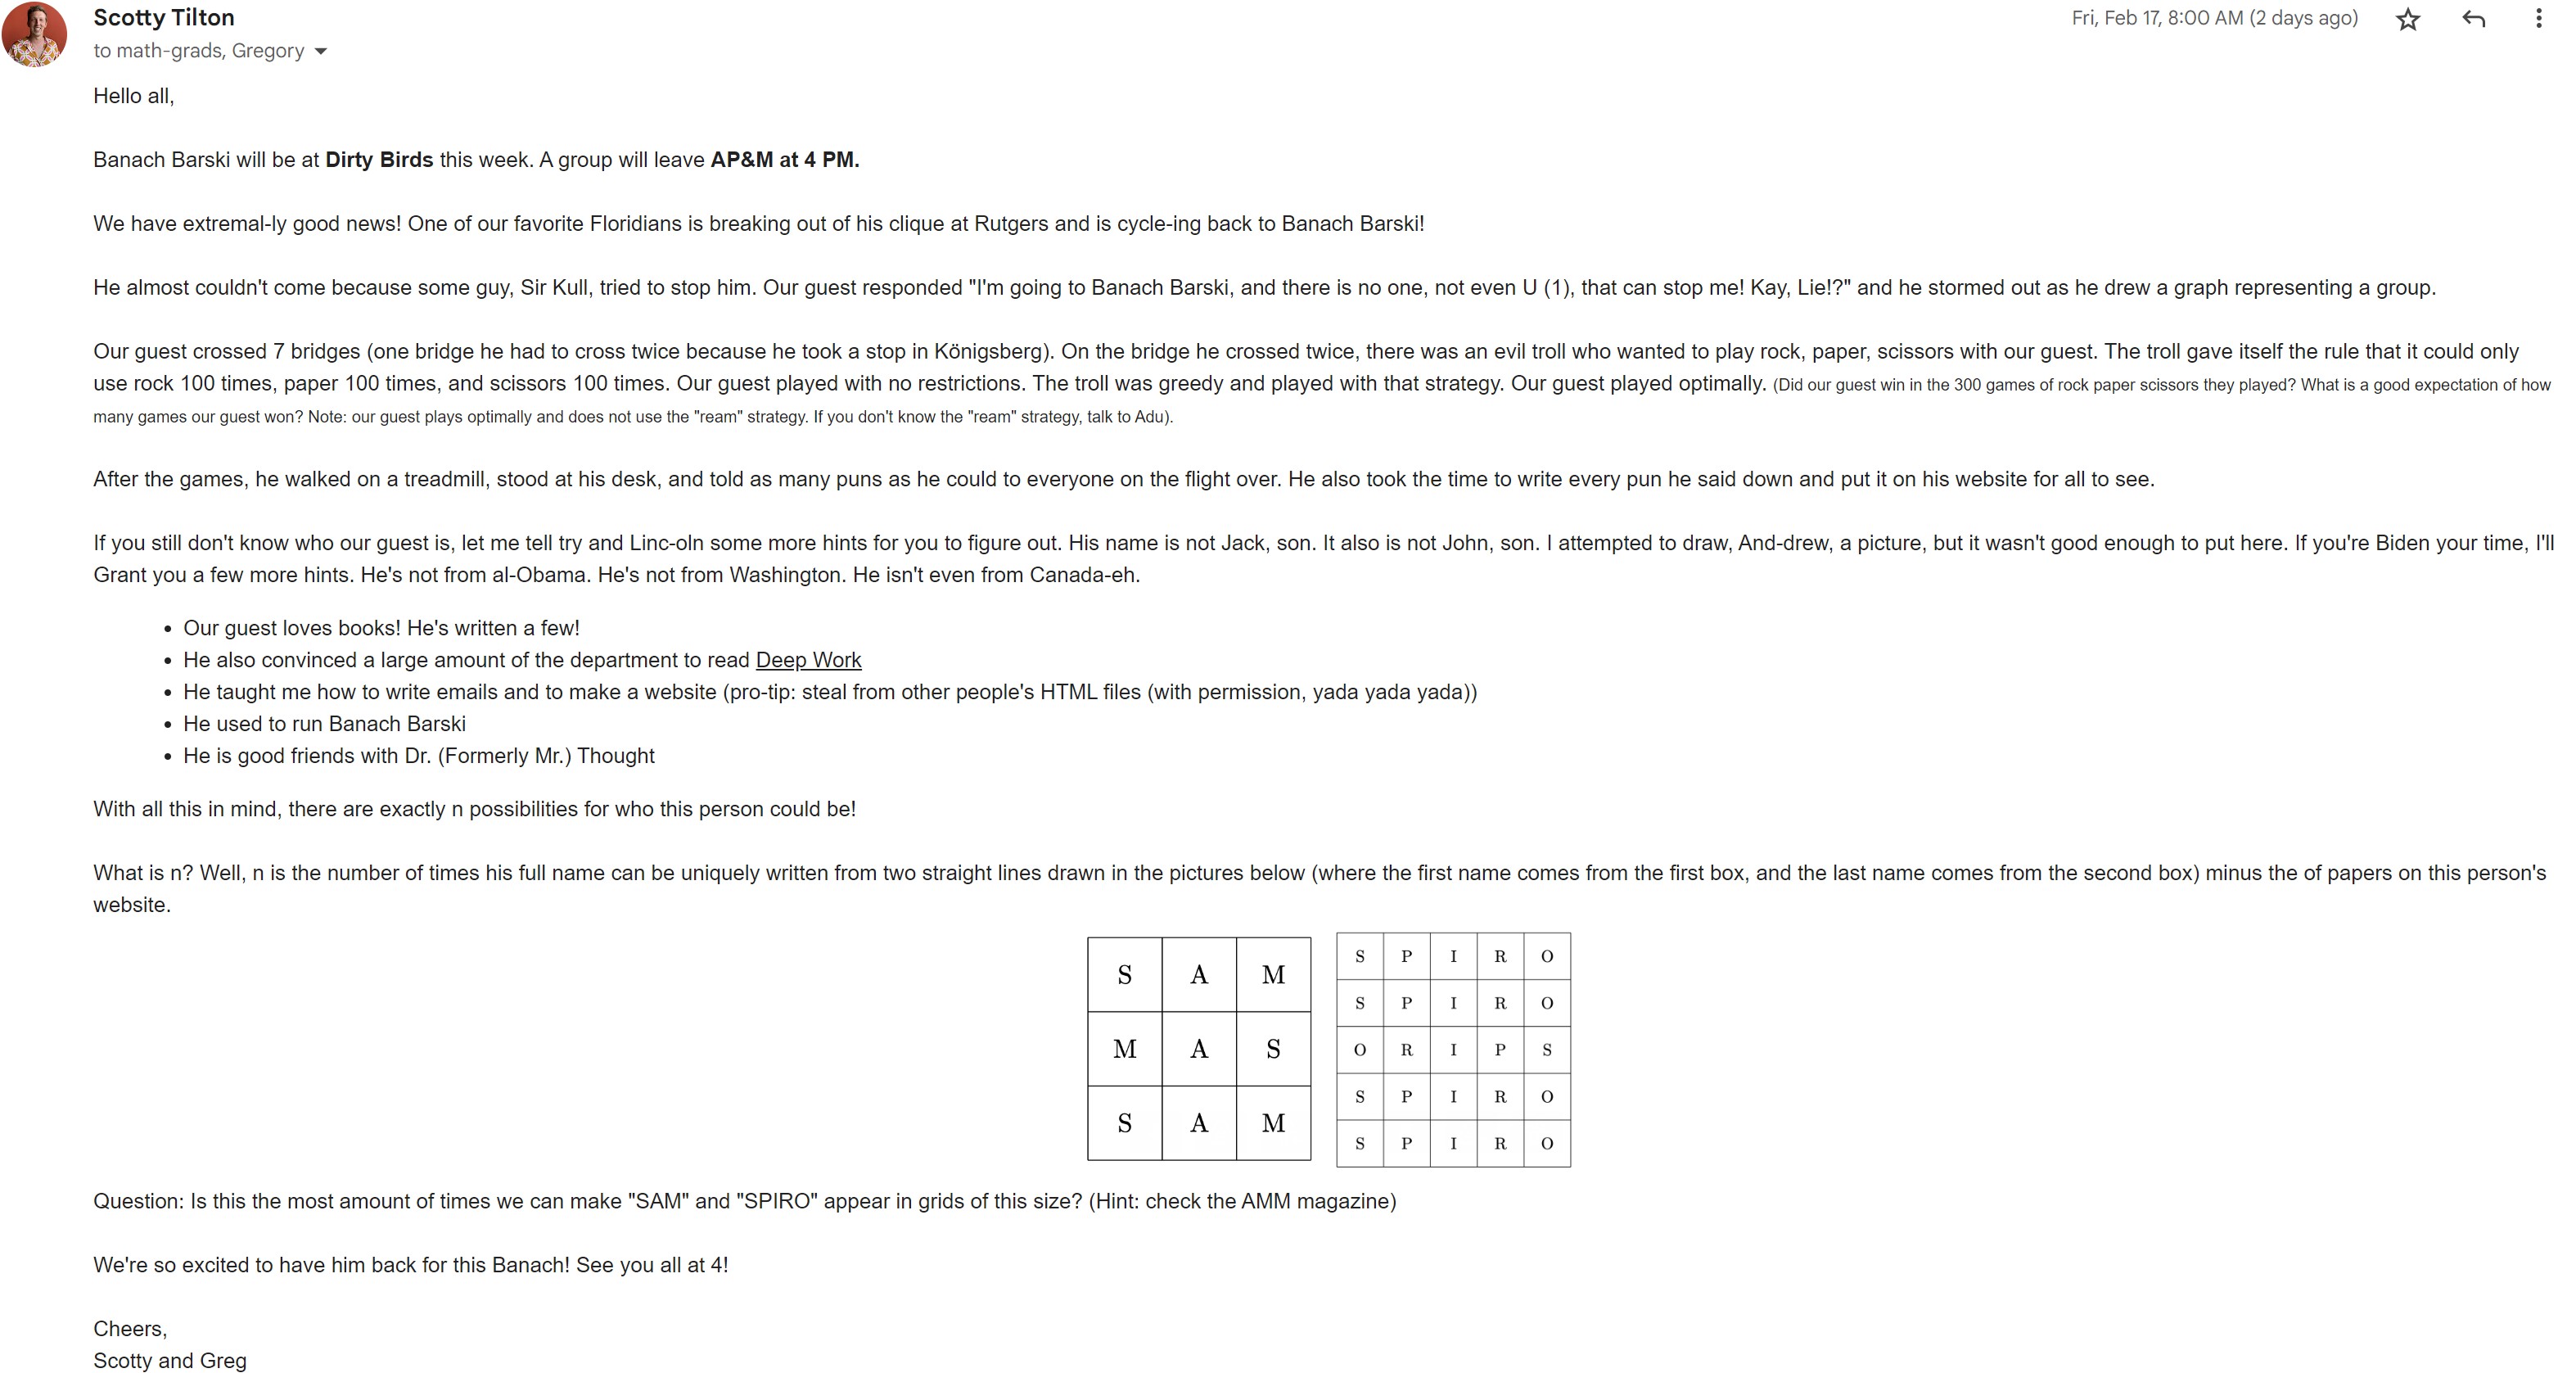 Scotty Tilton
Fri, Feb 17, 8:00 AM (2 days ago)
to math-grads, Gregory
Hello all,
Banach Barski will be at Dirty Birds this week. A group will leave AP&M at 4 PM.
We have extremal-ly good news! One of our favorite Floridians is breaking out of his clique at Rutgers and is cycle-ing back to Banach Barski!
He almost couldn't come because some guy, Sir Kull, tried to stop him. Our guest responded "I'm going to Banach Barski, and there is no one, not even U (1), that can stop me! Kay, Lie!?" and he stormed out as he drew a graph representing a group.
Our guest crossed 7 bridges (one bridge he had to cross twice because he took a stop in Königsberg). On the bridge he crossed twice, there was an evil troll who wanted to play rock, paper, scissors with our guest. The troll gave itself the rule that it could only
use rock 100 times, paper 100 times, and scissors 100 times. Our guest played with no restrictions. The troll was greedy and played with that strategy. Our guest played optimally. (Did our guest win in the 300 games of rock paper scissors they played? What is a good expectation of how
many games our guest won? Note: our guest plays optimally and does not use the "ream" strategy. If you don't know the "ream" strategy, talk to Adu).
After the games, he walked on a treadmill, stood at his desk, and told as many puns as he could to everyone on the flight over. He also took the time to write every pun he said down and put it on his website for all to see.
If you still don't know who our guest is, let me tell try and Linc-oln some more hints for you to figure out. His name is not Jack, son. It also is not John, son. I attempted to draw, And-drew, a picture, but it wasn't good enough to put here. If you're Biden your time, I'll
Grant you a few more hints. He's not from al-Obama. He's not from Washington. He isn't even from Canada-eh.
• Our guest loves books! He's written a few!
• He also convinced a large amount of the department to read Deep Work
• He taught me how to write emails and to make a website (pro-tip: steal from other people's HTML files (with permission, yada yada yada))
• He used to run Banach Barski
• He is good friends with Dr. (Formerly Mr.) Thought
With all this in mind, there are exactly n possibilities for who this person could be!
What is n? Well, n is the number of times his full name can be uniquely written from two straight lines drawn in the pictures below (where the first name comes from the first box, and the last name comes from the second box) minus the of papers on this person's
website.
S A M
M A S
S A M
S P I R O
S P I R O
O R I P S
S P I R O
S P I R O
Question: Is this the most amount of times we can make "SAM" and "SPIRO" appear in grids of this size? (Hint: check the AMM magazine)
We're so excited to have him back for this Banach! See you all at 4!
Cheers,
Scotty and Greg